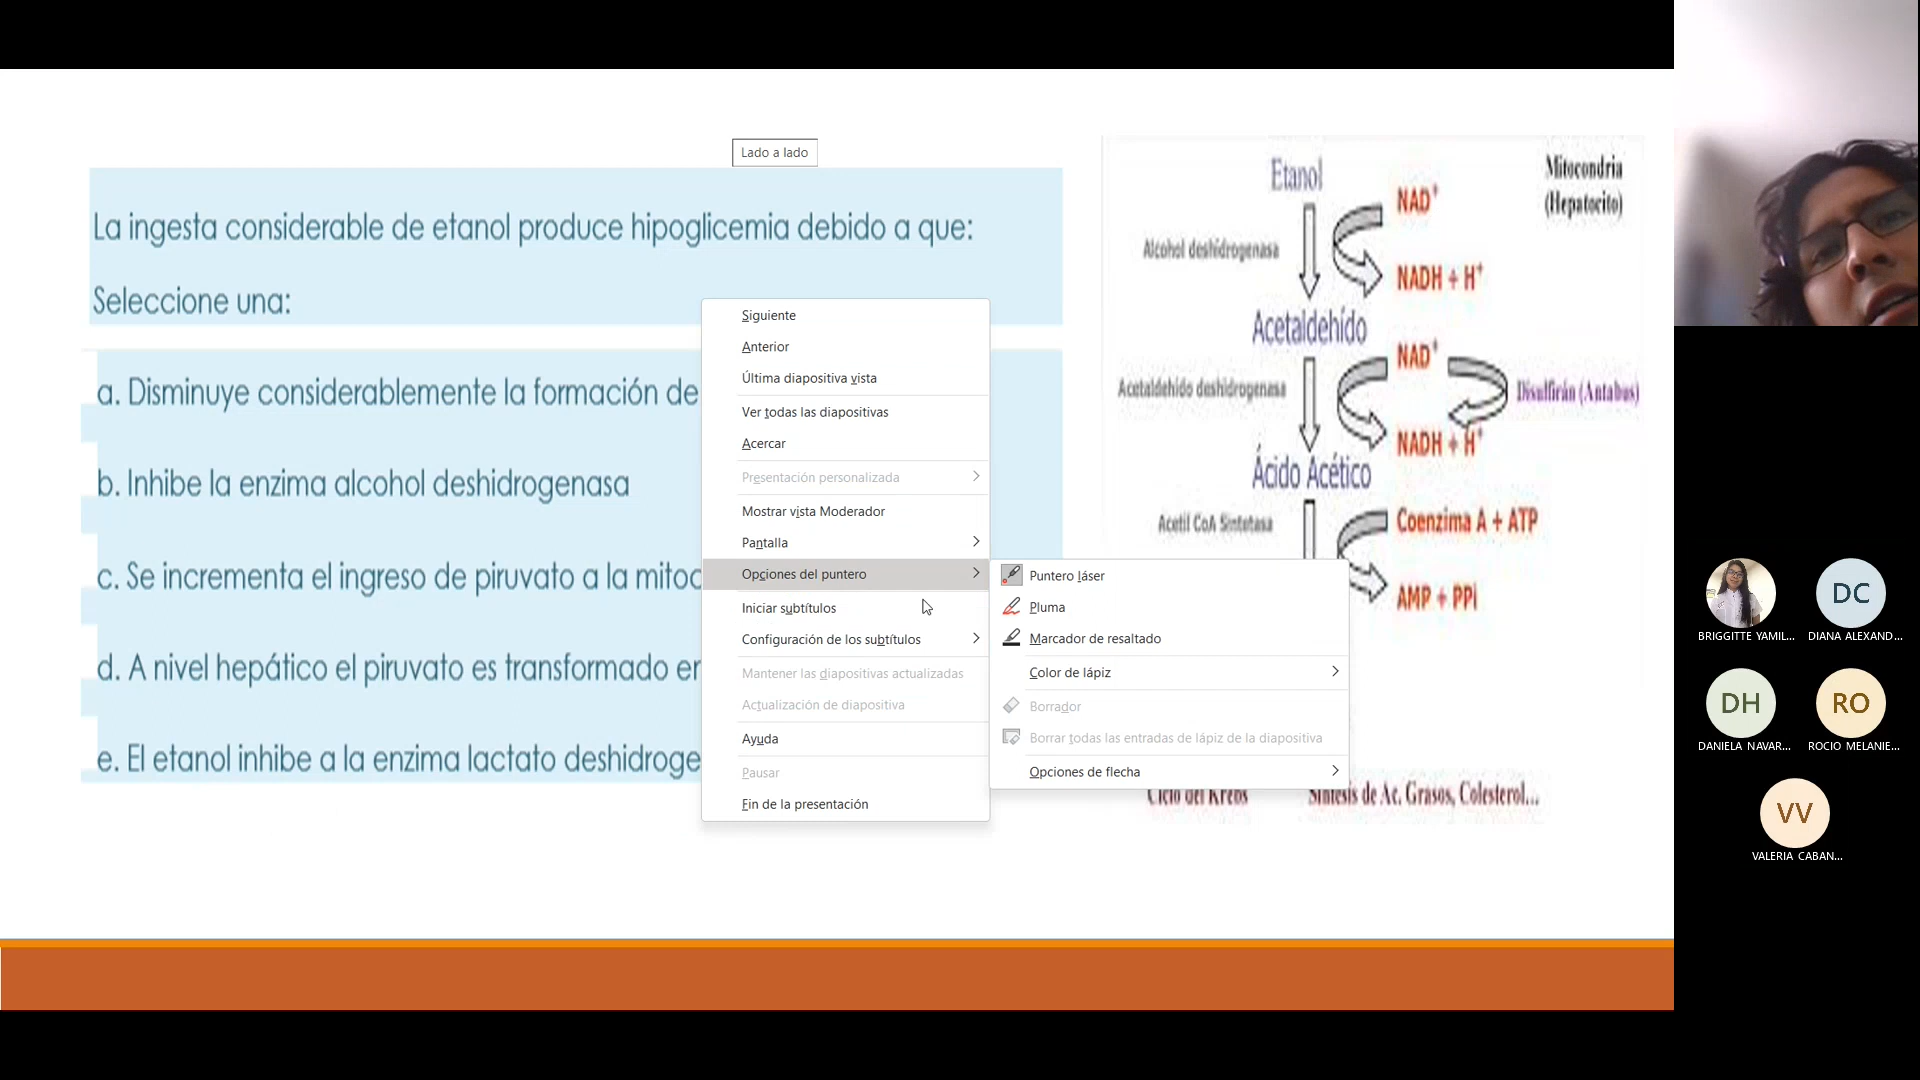 Lado a lado
La ingesta considerable de etanol produce hipoglicemia debido a que:
Seleccione una:
a. Disminuye considerablemente la formación de
b. Inhibe la enzima alcohol deshidrogenasa
c. Se incrementa el ingreso de piruvato a la mitoc
d. A nivel hepático el piruvato es transformado en
e. El etanol inhibe a la enzima lactato deshidroge
Siguiente
Anterior
Última diapositiva vista
Ver todas las diapositivas
Acercar
Presentación personalizada
Mostrar vista Moderador
Pantalla
Opciones del puntero
Iniciar subtítulos
Configuración de los subtítulos
Mantener las diapositivas actualizadas
Actualización de diapositiva
Ayuda
Pausar
Fin de la presentación
Puntero láser
Pluma
Marcador de resaltado
Color de lápiz
Borrador
Borrar todas las entradas de lápiz de la diapositiva
Opciones de flecha
Etanol
NAD+
Mitocondria
(Hepatocito)
Alcohol deshidrogenasa
NADH + H+
Acetaldehído
NAD+
Acetaldehido deshidrogenasa
Disulfirán (Antabus)
NADH + H+
Ácido Acético
Acetil CoA Sintetasa
Coenzima A + ATP
AMP + PPi
Ciclo del Krebs
Síntesis de Ac. Grasos, Colesterol...
DC
BRIGGITTE YAMIL...
DIANA ALEXAND...
DH
RO
DANIELA NAVAR...
ROCIO MELANIE...
VV
VALERIA CABAN...